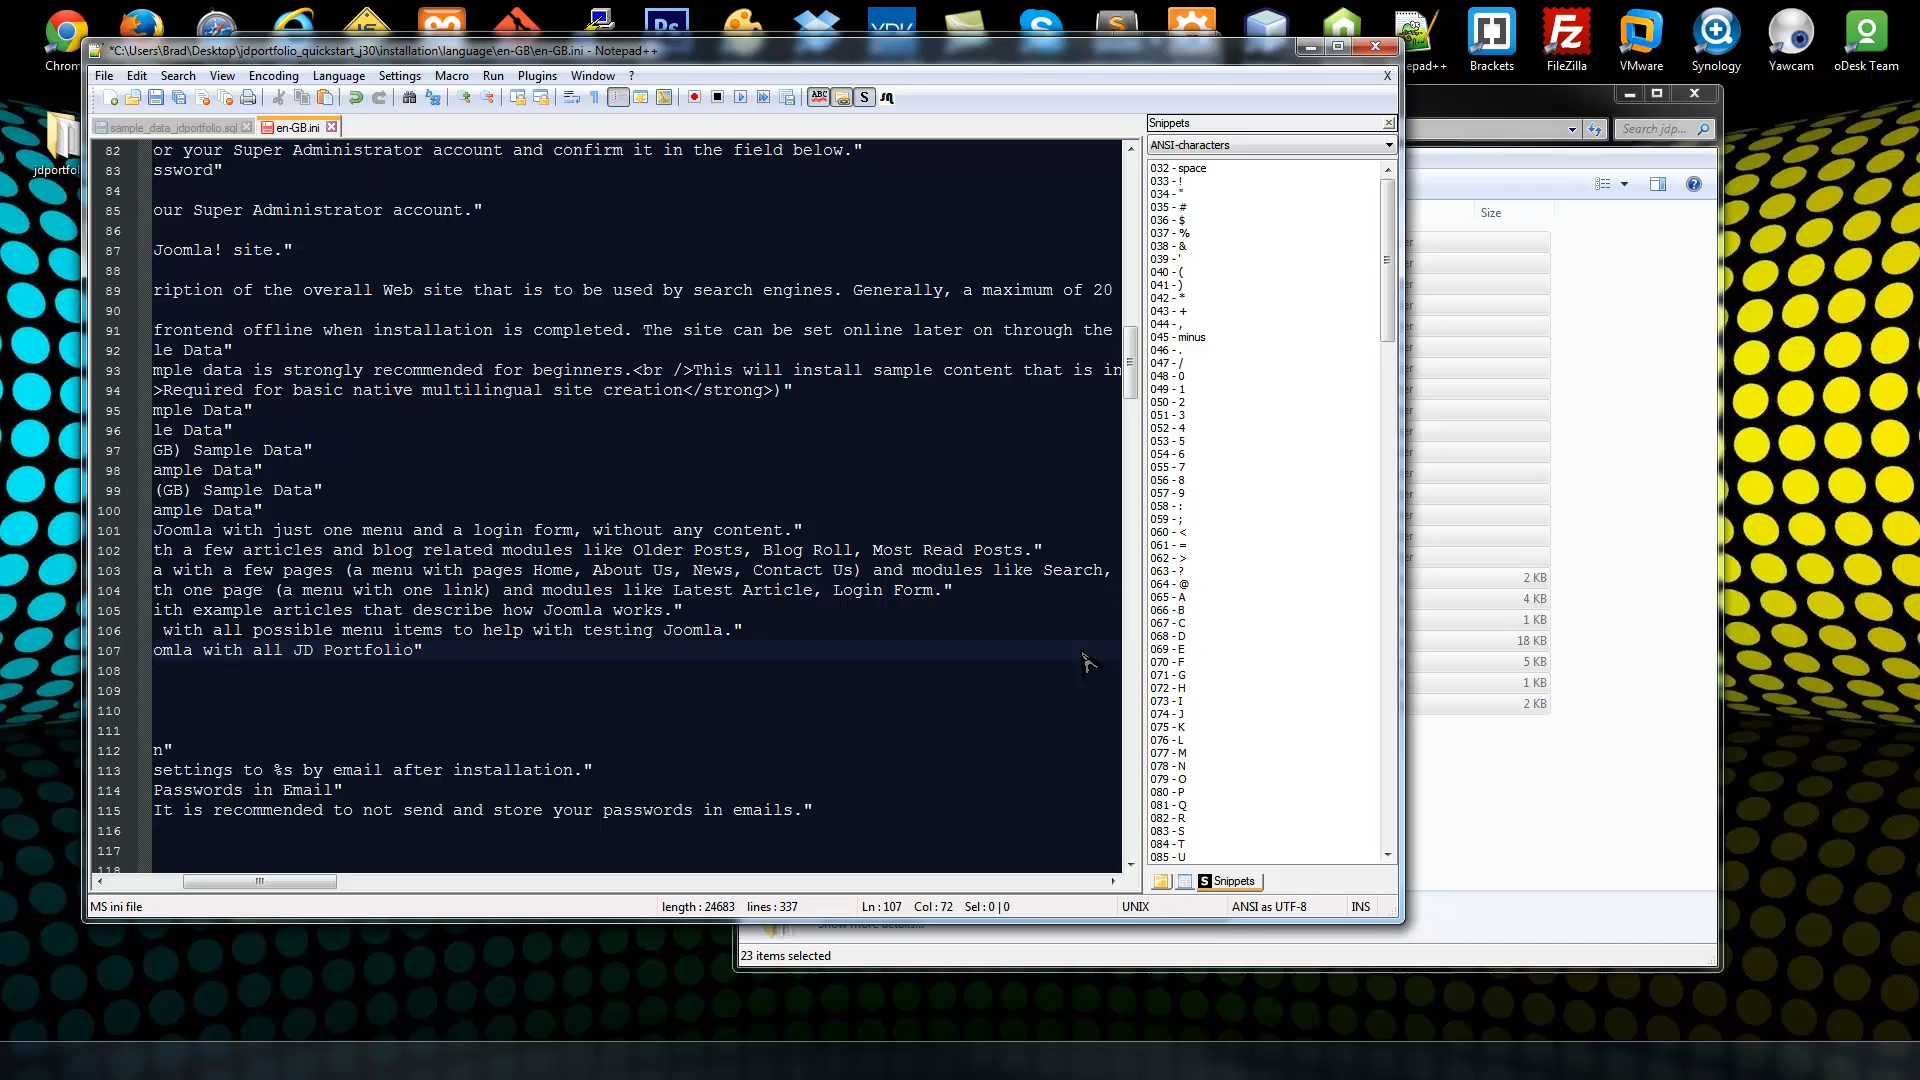 Chrom
epad++
Brackets
FileZilla
VMware
Synology
Yawcam
oDesk Team
jdportfol
*C:\Users\Brad\Desktop\jdportfolio_quickstart_j30\installation\language\en-GB\en-GB.ini - Notepad++
File Edit Search View Encoding Language Settings Macro Run Plugins Window ? X
sample_data_jdportfolio.sql en-GB.ini
82 or your Super Administrator account and confirm it in the field below."
83 ssword"
84
85 our Super Administrator account."
86
87 Joomla! site."
88
89 ription of the overall Web site that is to be used by search engines. Generally, a maximum of 20
90
91 frontend offline when installation is completed. The site can be set online later on through the
92 le Data"
93 mple data is strongly recommended for beginners.<br />This will install sample content that is in
94 >Required for basic native multilingual site creation</strong>)"
95 mple Data"
96 le Data"
97 GB) Sample Data"
98 ample Data"
99 (GB) Sample Data"
100 ample Data"
101 Joomla with just one menu and a login form, without any content."
102 th a few articles and blog related modules like Older Posts, Blog Roll, Most Read Posts."
103 a with a few pages (a menu with pages Home, About Us, News, Contact Us) and modules like Search,
104 th one page (a menu with one link) and modules like Latest Article, Login Form."
105 ith example articles that describe how Joomla works."
106 with all possible menu items to help with testing Joomla."
107 omla with all JD Portfolio"
108
109
110
111
112 n"
113 settings to %s by email after installation."
114 Passwords in Email"
115 It is recommended to not send and store your passwords in emails."
116
117
118
Snippets
ANSI-characters
032 - space
033 - !
034 - "
035 - #
036 - $
037 - %
038 - &
039 - '
040 - (
041 - )
042 - *
043 - +
044 - ,
045 - minus
046 - .
047 - /
048 - 0
049 - 1
050 - 2
051 - 3
052 - 4
053 - 5
054 - 6
055 - 7
056 - 8
057 - 9
058 - :
059 - ;
060 - <
061 - =
062 - >
063 - ?
064 - @
065 - A
066 - B
067 - C
068 - D
069 - E
070 - F
071 - G
072 - H
073 - I
074 - J
075 - K
076 - L
077 - M
078 - N
079 - O
080 - P
081 - Q
082 - R
083 - S
084 - T
085 - U
S Snippets
MS ini file length : 24683 lines : 337 Ln : 107 Col : 72 Sel : 0 | 0 UNIX ANSI as UTF-8 INS
Search jdp...
Size
2 KB
4 KB
1 KB
18 KB
5 KB
1 KB
2 KB
Show more details...
23 items selected